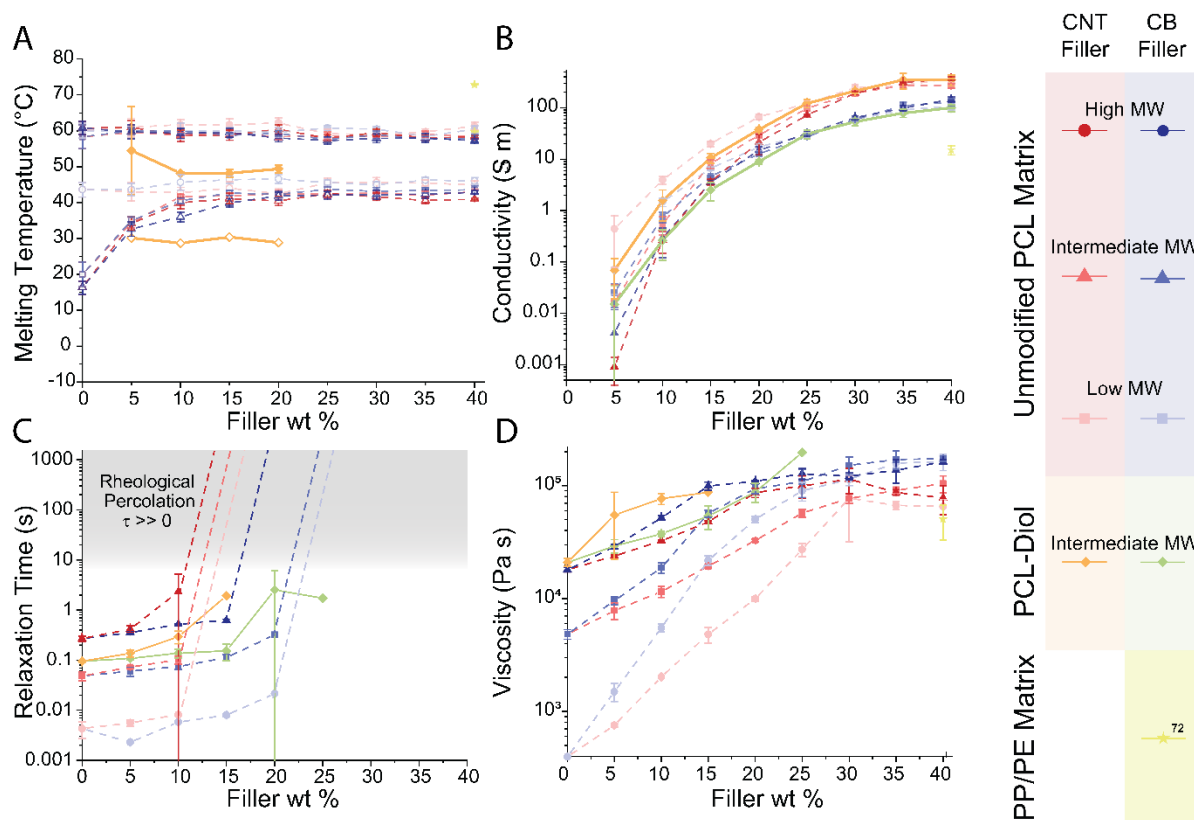 A
Melting Temperature (°C)
80
70
60
50
40
30
20
10
0
-10
0 5 10 15 20 25 30 35 40
Filler wt %
B
Conductivity (S m)
100
10
1
0.1
0.01
0.001
0 5 10 15 20 25 30 35 40
Filler wt %
C
Relaxation Time (s)
1000
100
10
1
0.1
0.01
0.001
Rheological
Percolation
τ >> 0
0 5 10 15 20 25 30 35 40
Filler wt %
D
Viscosity (Pa s)
10⁵
10⁴
10³
0 5 10 15 20 25 30 35 40
Filler wt %
CNT
Filler
CB
Filler
Unmodified PCL Matrix
High MW
Intermediate MW
Low MW
PCL-Diol
Intermediate MW
PP/PE Matrix
72